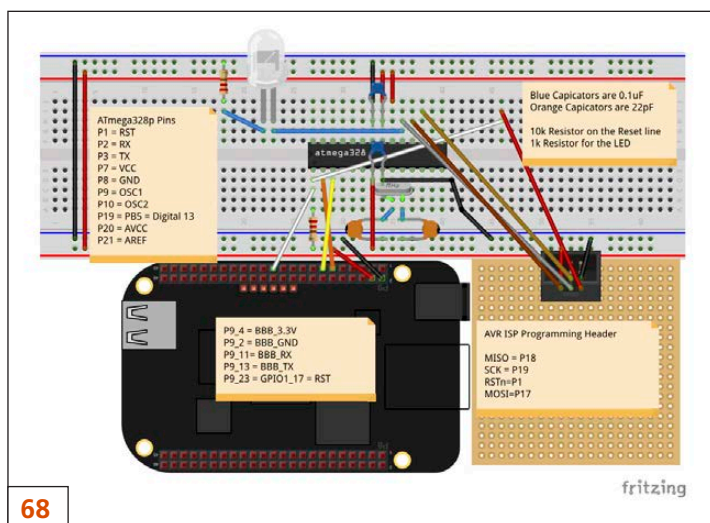 ATmega328p Pins
P1 = RST
P2 = RX
P3 = TX
P7 = VCC
P8 = GND
P9 = OSC1
P10 = OSC2
P19 = PB5 = Digital 13
P20 = AVCC
P21 = AREF
Blue Capicators are 0.1uF
Orange Capicators are 22pF
10k Resistor on the Reset line
1k Resistor for the LED
atmega328
P9_4 = BBB_3.3V
P9_2 = BBB_GND
P9_11= BBB_RX
P9_13 = BBB_TX
P9_23 = GPIO1_17 = RST
AVR ISP Programming Header
MISO = P18
SCK = P19
RSTn=P1
MOSI=P17
fritzing
68